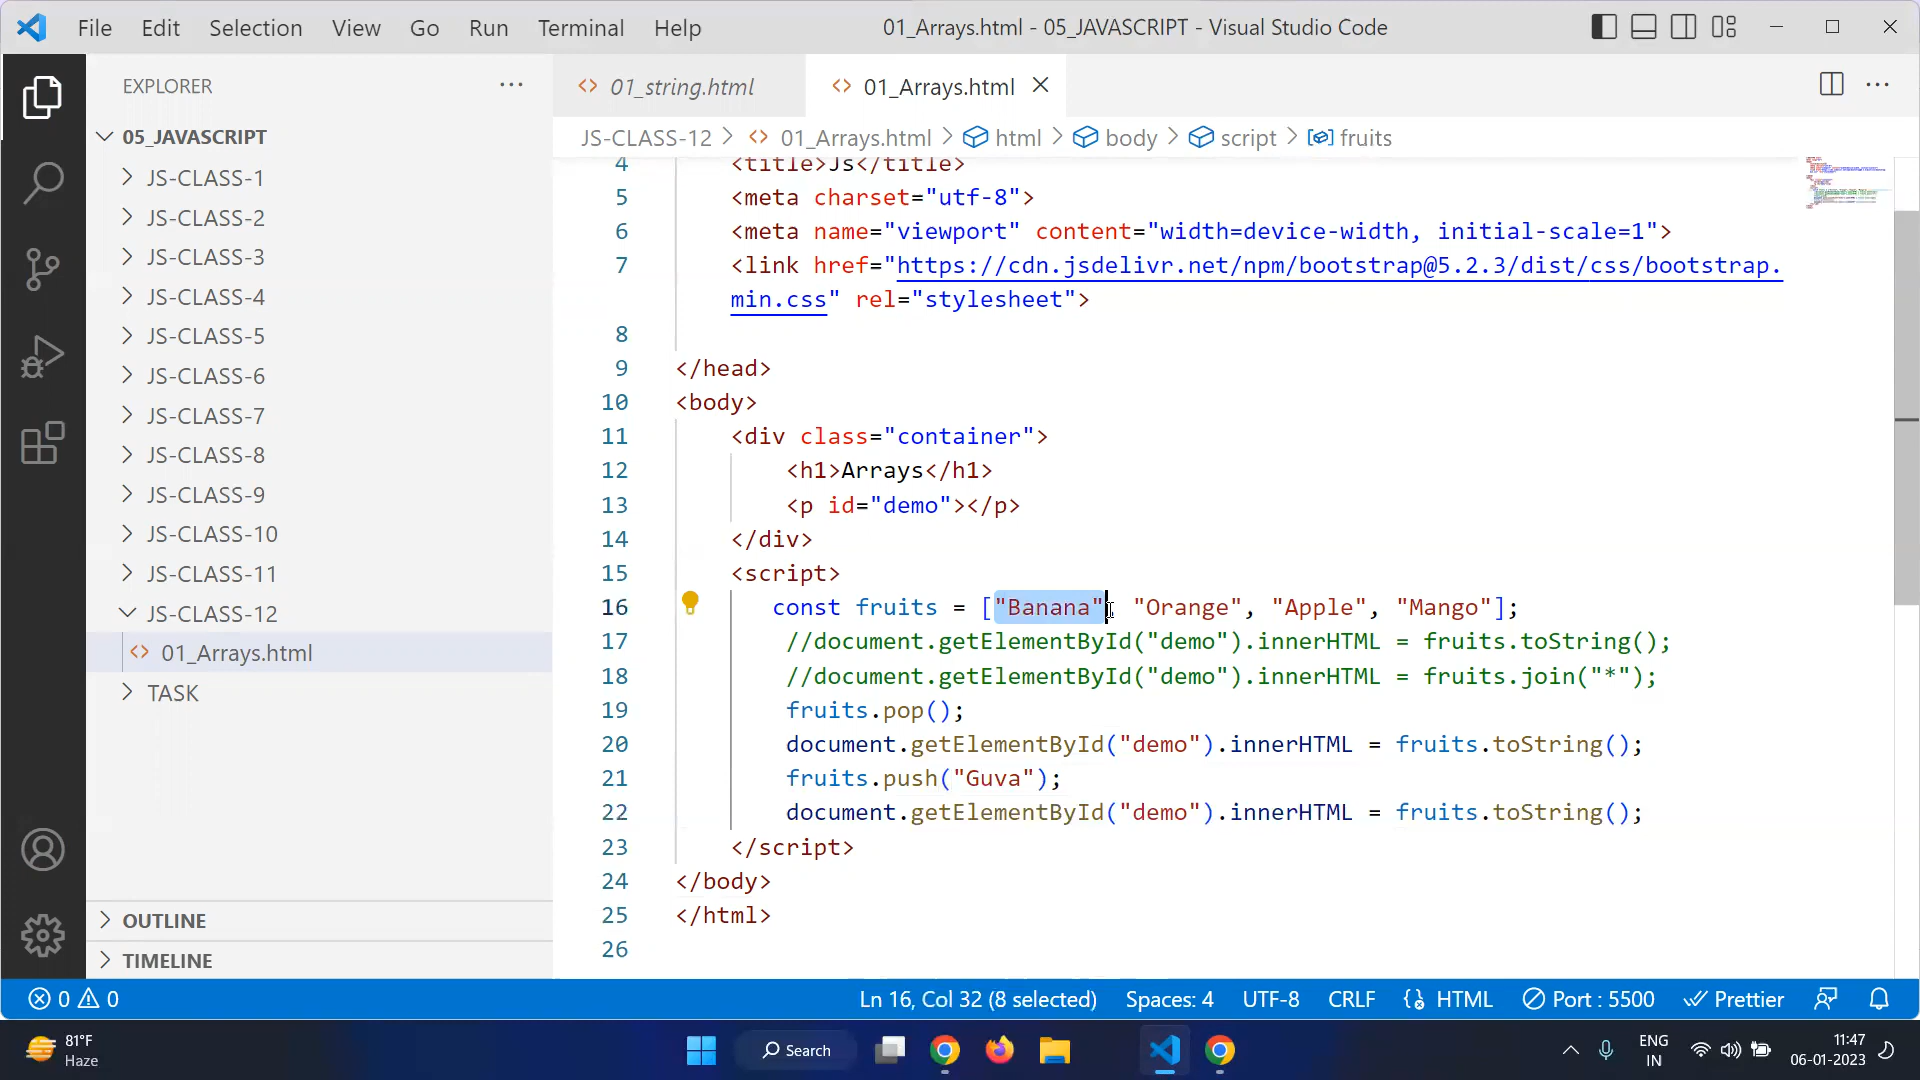 File Edit Selection View Go Run Terminal Help
01_Arrays.html - 05_JAVASCRIPT - Visual Studio Code
EXPLORER
01_string.html
01_Arrays.html
JS-CLASS-12 > 01_Arrays.html > html > body > script > fruits
05_JAVASCRIPT
JS-CLASS-1
JS-CLASS-2
JS-CLASS-3
JS-CLASS-4
JS-CLASS-5
JS-CLASS-6
JS-CLASS-7
JS-CLASS-8
JS-CLASS-9
JS-CLASS-10
JS-CLASS-11
JS-CLASS-12
01_Arrays.html
TASK
OUTLINE
TIMELINE
4 <title>Js</title>
5 <meta charset="utf-8">
6 <meta name="viewport" content="width=device-width, initial-scale=1">
7 <link href="https://cdn.jsdelivr.net/npm/bootstrap@5.2.3/dist/css/bootstrap.
min.css" rel="stylesheet">
8
9 </head>
10 <body>
11 <div class="container">
12 <h1>Arrays</h1>
13 <p id="demo"></p>
14 </div>
15 <script>
16 const fruits = ["Banana", "Orange", "Apple", "Mango"];
17 //document.getElementById("demo").innerHTML = fruits.toString();
18 //document.getElementById("demo").innerHTML = fruits.join("*");
19 fruits.pop();
20 document.getElementById("demo").innerHTML = fruits.toString();
21 fruits.push("Guva");
22 document.getElementById("demo").innerHTML = fruits.toString();
23 </script>
24 </body>
25 </html>
26
0 0
Ln 16, Col 32 (8 selected) Spaces: 4 UTF-8 CRLF HTML Port : 5500 Prettier
81°F
Haze
Search
ENG
IN
11:47
06-01-2023